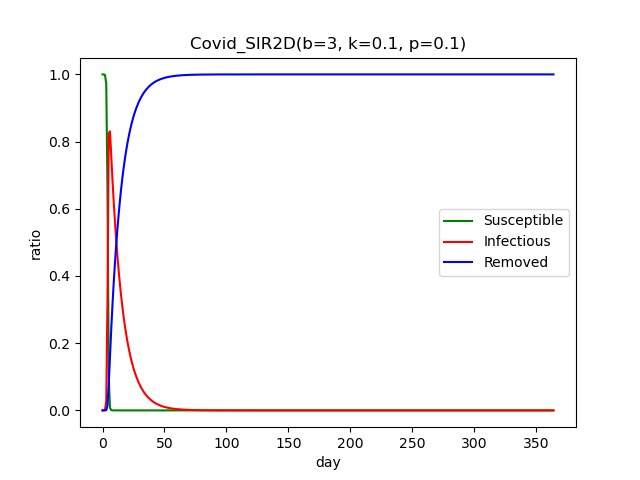 Covid_SIR2D(b=3, k=0.1, p=0.1)
1.0
0.8
0.6
0.4
0.2
0.0
ratio
Susceptible
Infectious
Removed
0 50 100 150 200 250 300 350
day